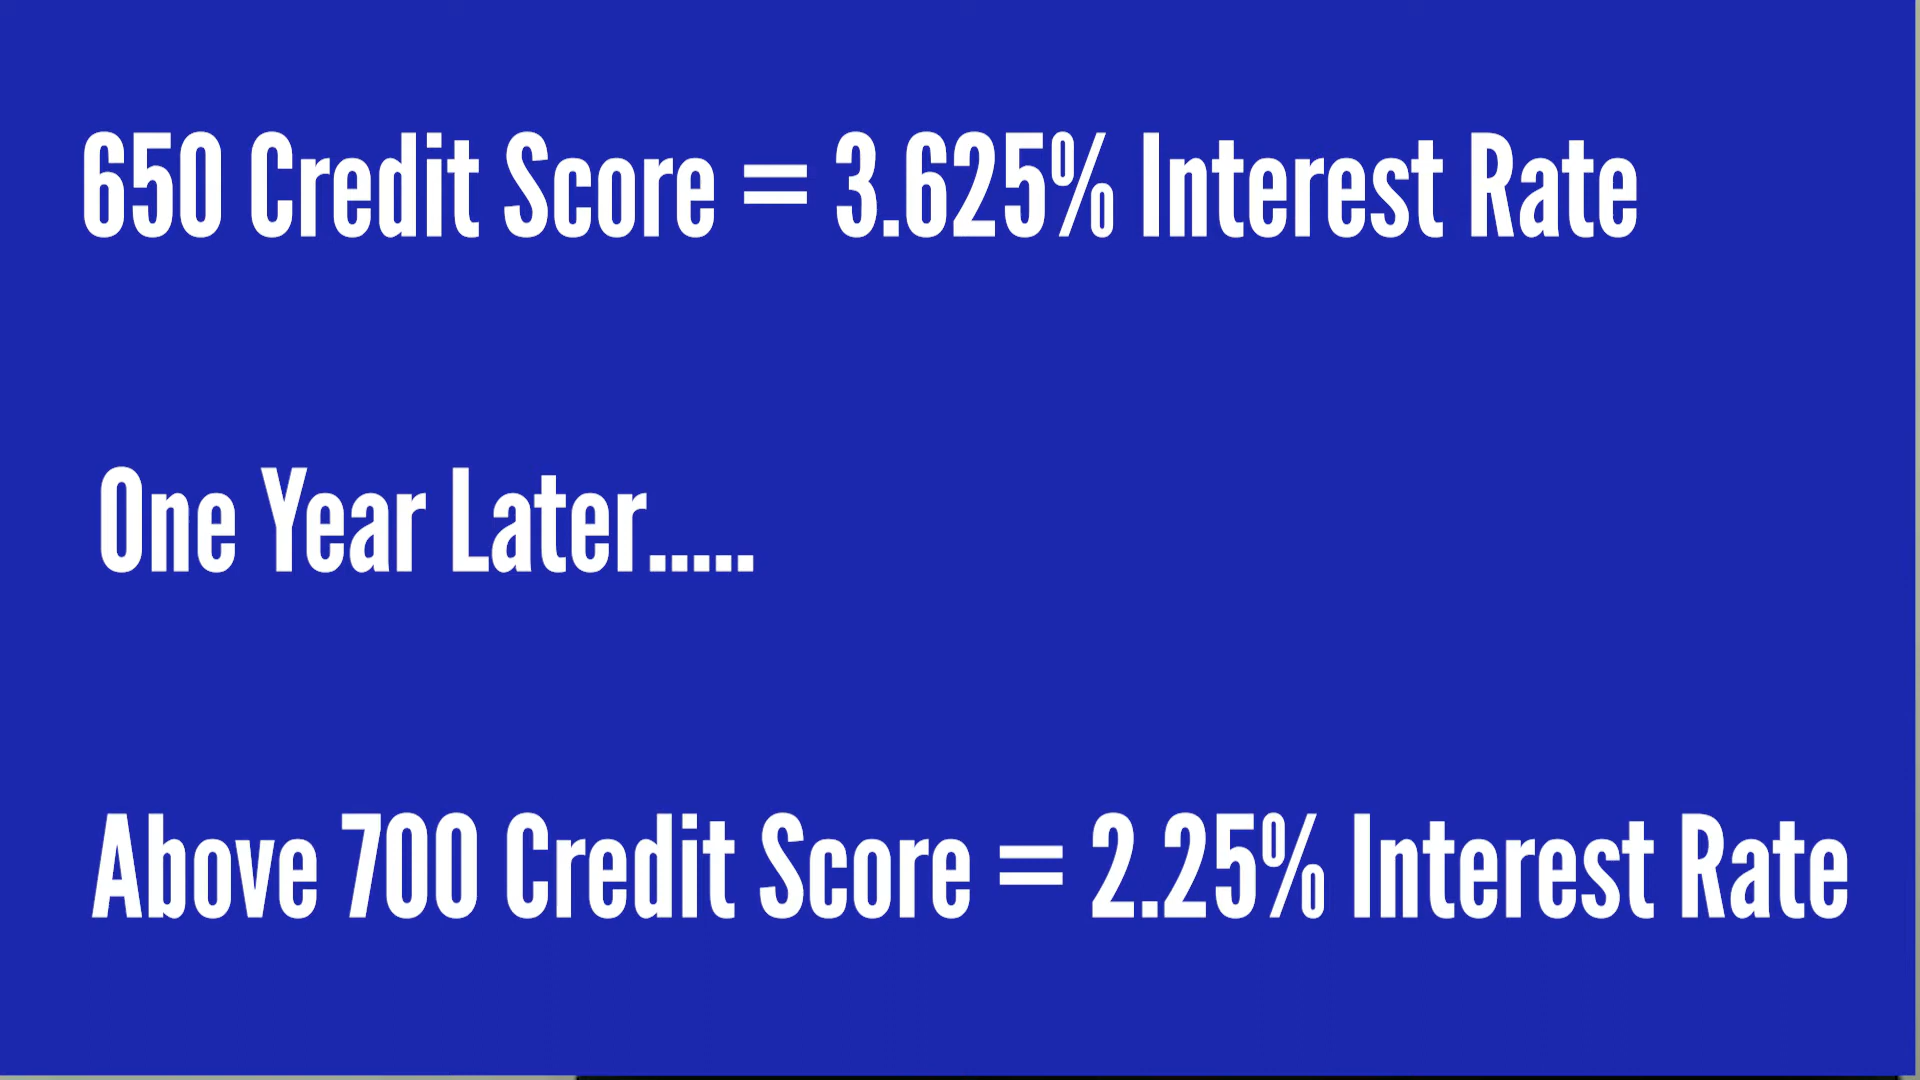 650 Credit Score = 3.625% Interest Rate
One Year Later.....
Above 700 Credit Score = 2.25% Interest Rate